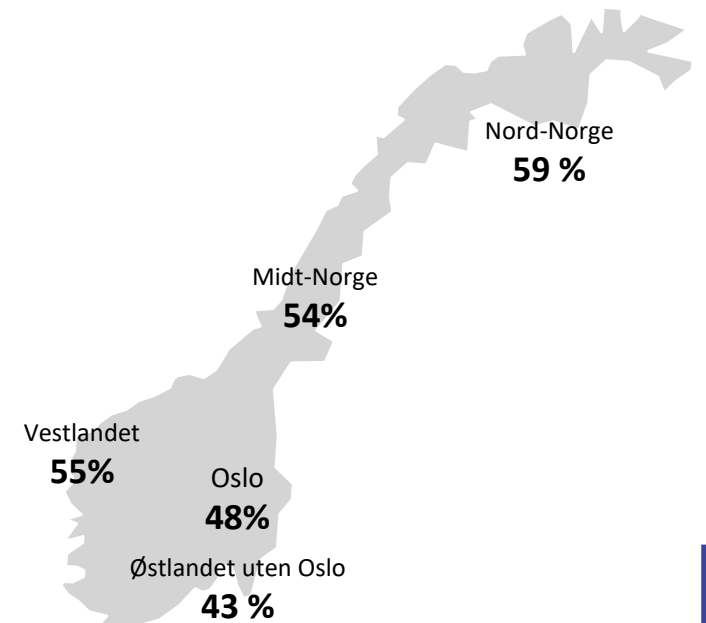 Nord-Norge
59 %
Midt-Norge
54%
Vestlandet
55%
Oslo
48%
Østlandet uten Oslo
43 %